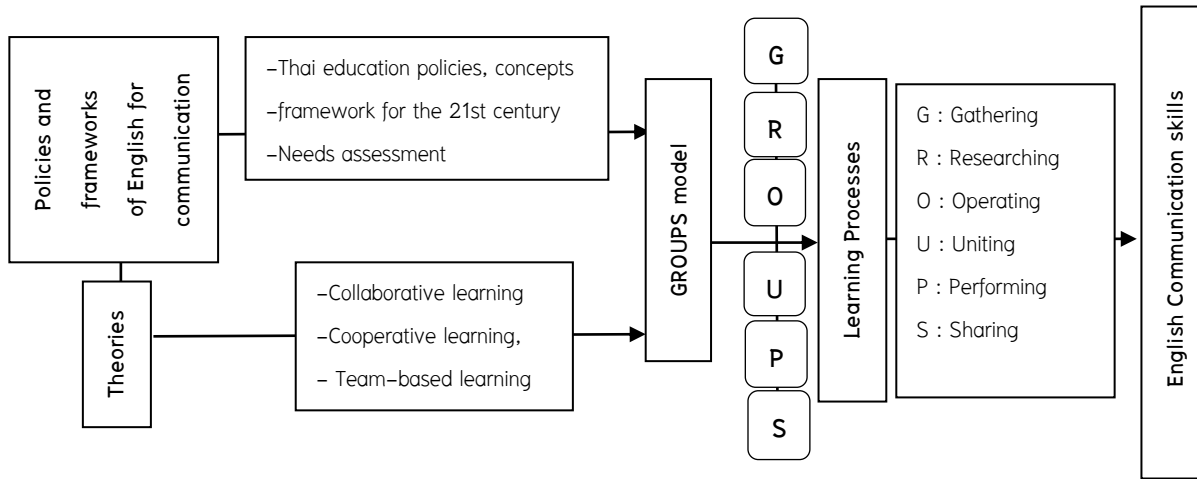 Policies and
frameworks
of English for
communication
–Thai education policies, concepts
–framework for the 21st century
–Needs assessment
Theories
–Collaborative learning
–Cooperative learning,
– Team–based learning
GROUPS model
G
R
O
U
P
S
Learning Processes
G : Gathering
R : Researching
O : Operating
U : Uniting
P : Performing
S : Sharing
English Communication skills